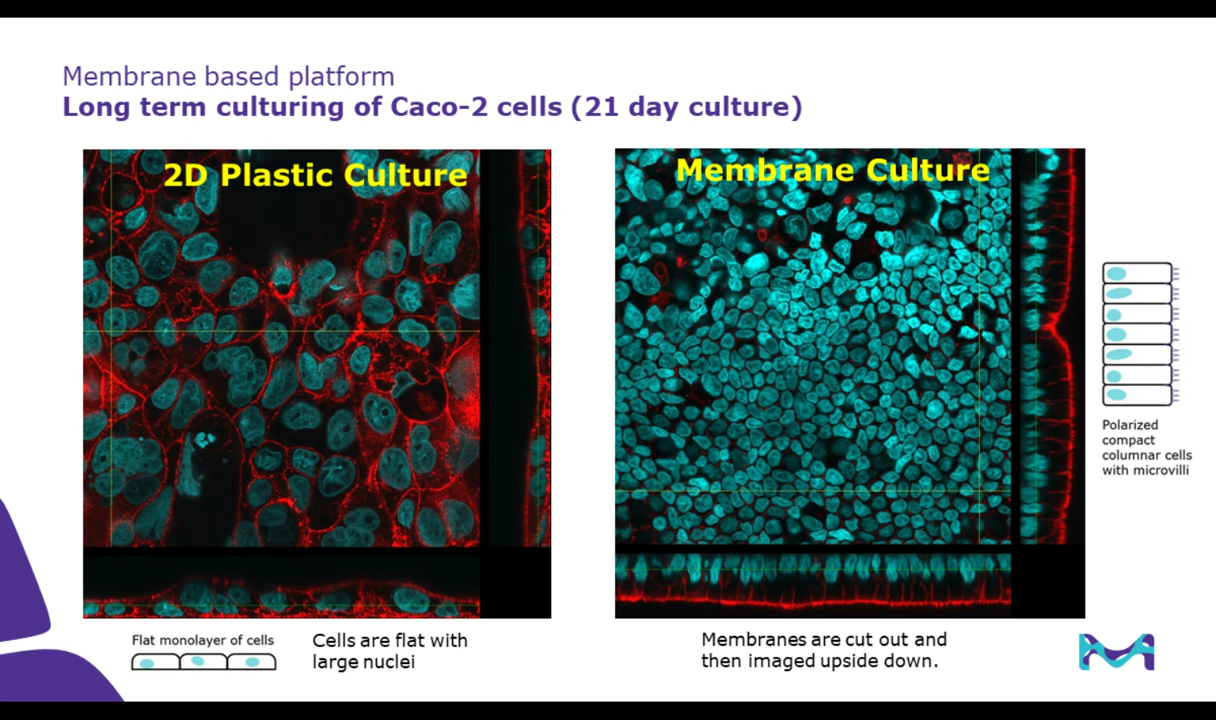 Membrane based platform
Long term culturing of Caco-2 cells (21 day culture)
2D Plastic Culture
Membrane Culture
Polarized
compact
columnar cells
with microvilli
Flat monolayer of cells
Cells are flat with
large nuclei
Membranes are cut out and
then imaged upside down.
M